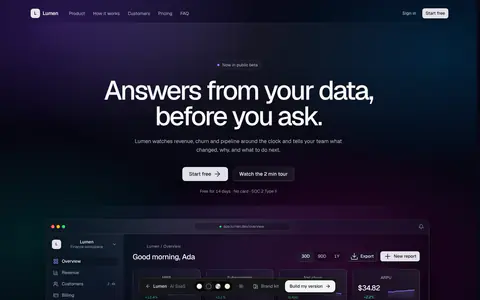 L Lumen Product How it works Customers Pricing FAQ Sign in Start free
Now in public beta
Answers from your data,
before you ask.
Lumen watches revenue, churn and pipeline around the clock and tells your team what
changed, why, and what to do next.
Start free → Watch the 2 min tour
Free for 14 days · No card · SOC 2 Type II
L Lumen
Lumen / Overview
Good morning, Ada
30D 90D 1Y Export New report
Overview
Revenue
Customers
Billing
ARPU
$34.82
Lumen AI SaaS Brand kit Build my version →